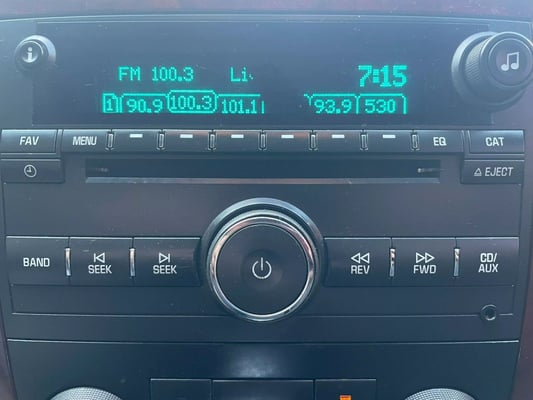 i
FM 100.3 Li 7:15
1 90.9 100.3 101.1 93.9 530
FAV MENU EQ CAT
EJECT
BAND SEEK SEEK REV FWD CD/
AUX